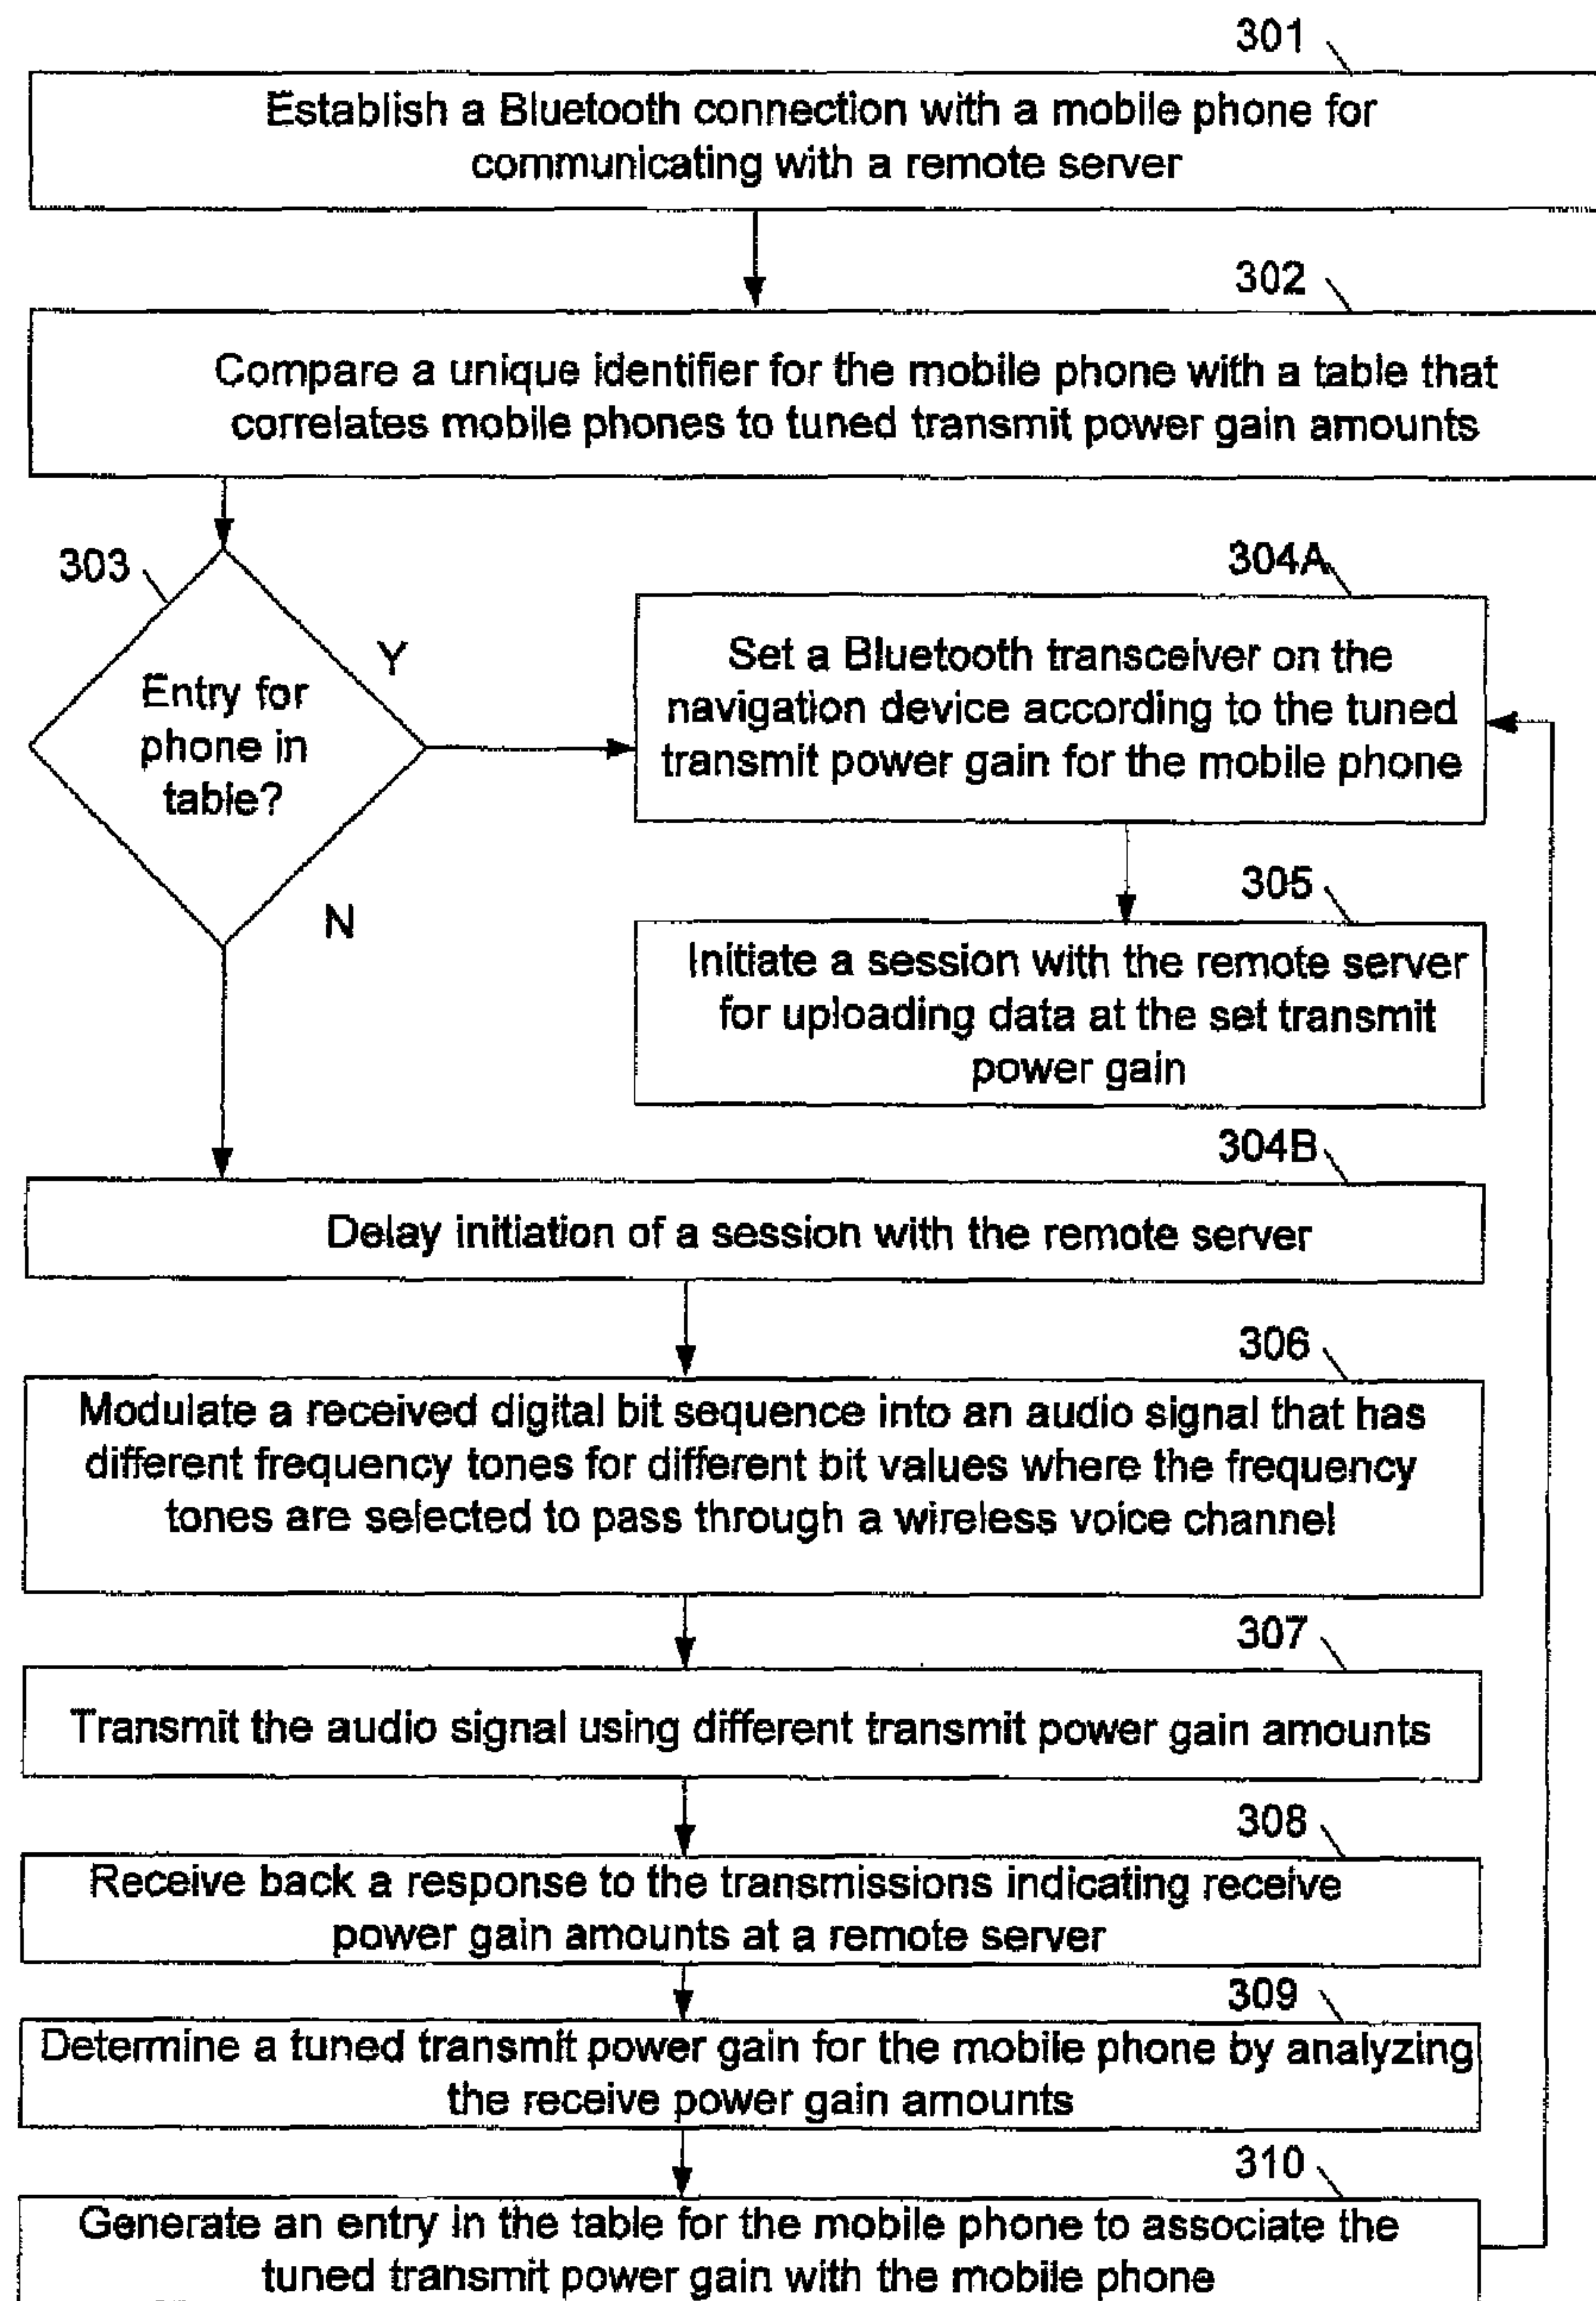 301
Establish a Bluetooth connection with a mobile phone for
communicating with a remote server
302
Compare a unique identifier for the mobile phone with a table that
correlates mobile phones to tuned transmit power gain amounts
303
Entry for
phone in
table?
Y
N
304A
Set a Bluetooth transceiver on the
navigation device according to the tuned
transmit power gain for the mobile phone
305
Initiate a session with the remote server
for uploading data at the set transmit
power gain
304B
Delay initiation of a session with the remote server
306
Modulate a received digital bit sequence into an audio signal that has
different frequency tones for different bit values where the frequency
tones are selected to pass through a wireless voice channel
307
Transmit the audio signal using different transmit power gain amounts
308
Receive back a response to the transmissions indicating receive
power gain amounts at a remote server
309
Determine a tuned transmit power gain for the mobile phone by analyzing
the receive power gain amounts
310
Generate an entry in the table for the mobile phone to associate the
tuned transmit power gain with the mobile phone